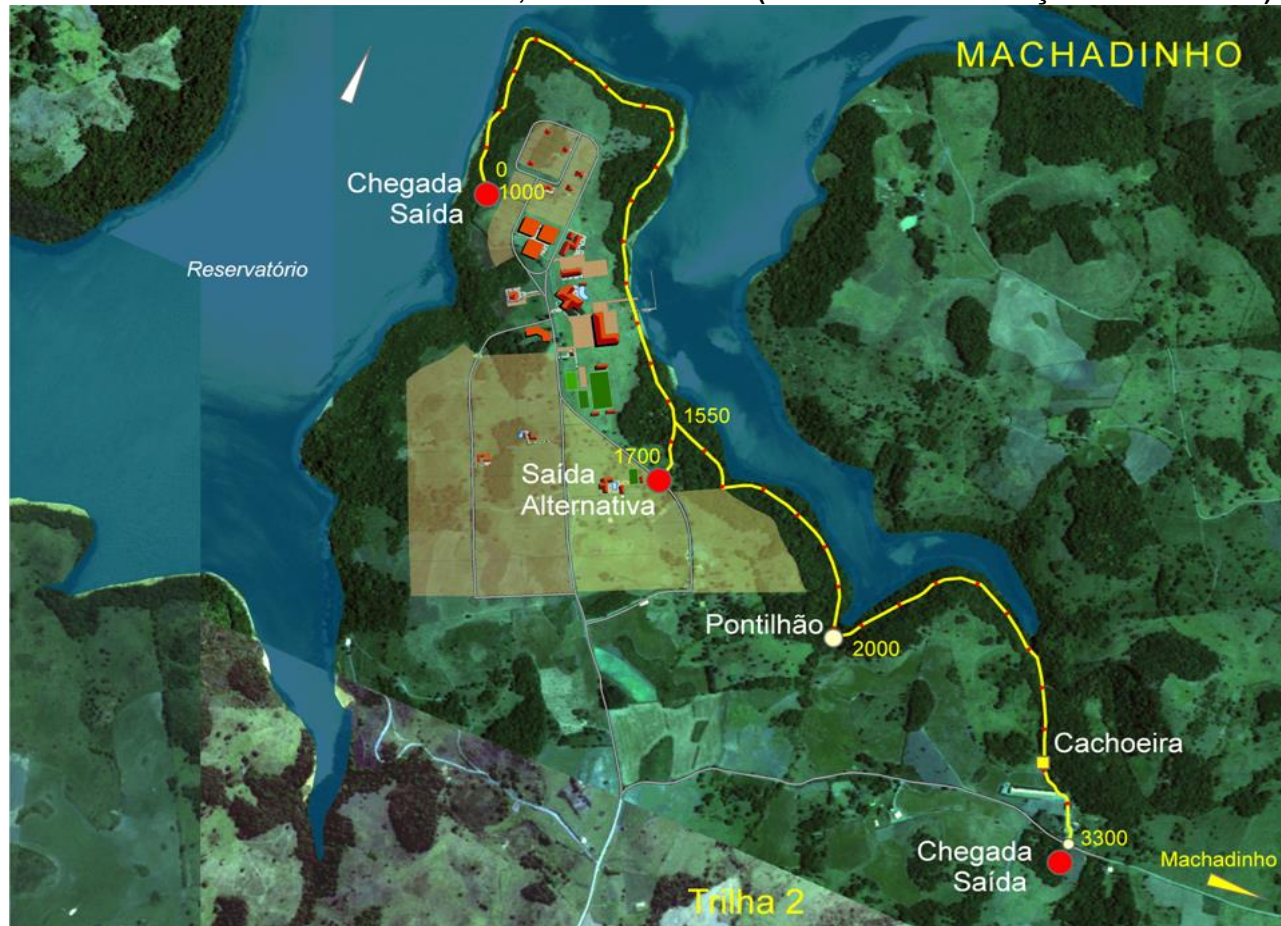 MACHADINHO
0
Chegada
Saída
1000~
Reservatório
1550
1700
Saída
Alternativa
Pontilhão
2000
Cachoeira
3300
Chegada
Saída
Machadinho
Trilha 2